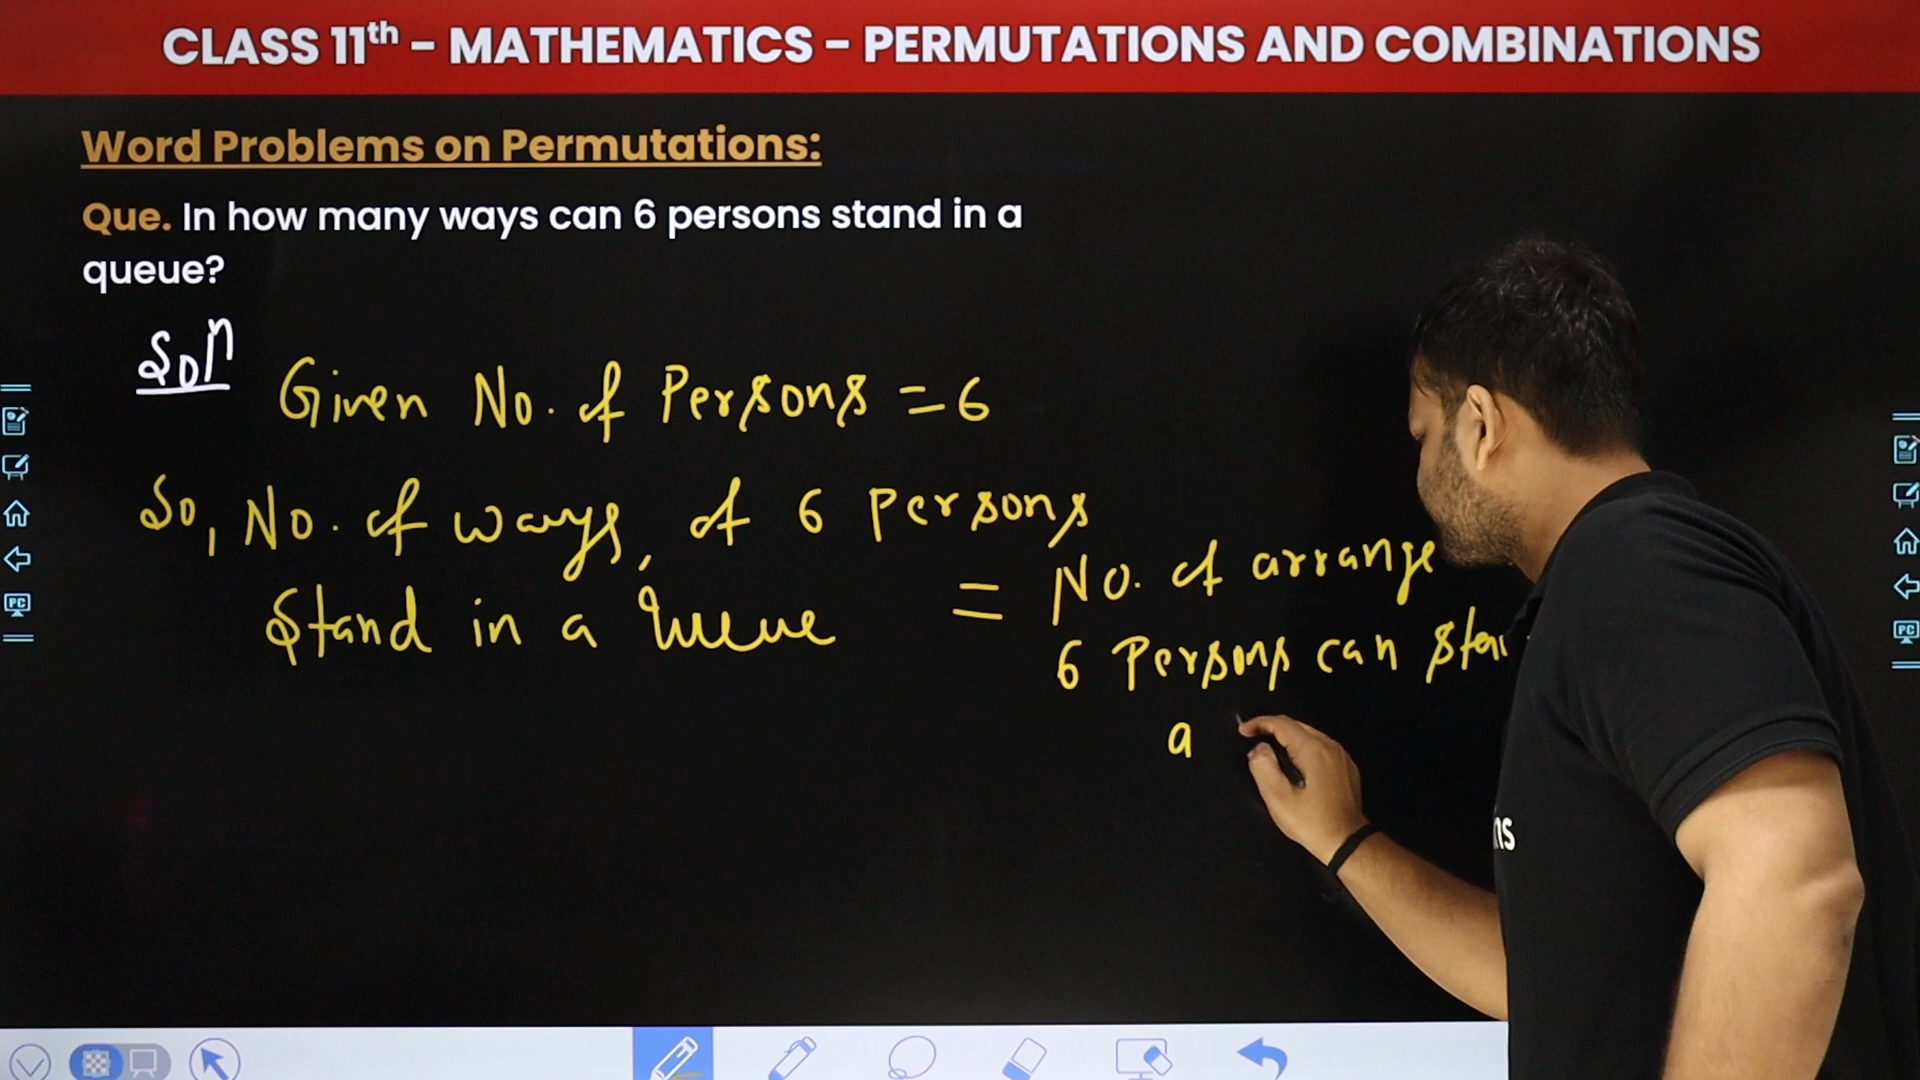 CLASS 11th - MATHEMATICS - PERMUTATIONS AND COMBINATIONS
Word Problems on Permutations:
Que. In how many ways can 6 persons stand in a
queue?
Soln
Given No. of Persons = 6
So, No. of ways, of 6 persons
Stand in a Queue
= No. of arrange
6 Persons can
a
PC
PC